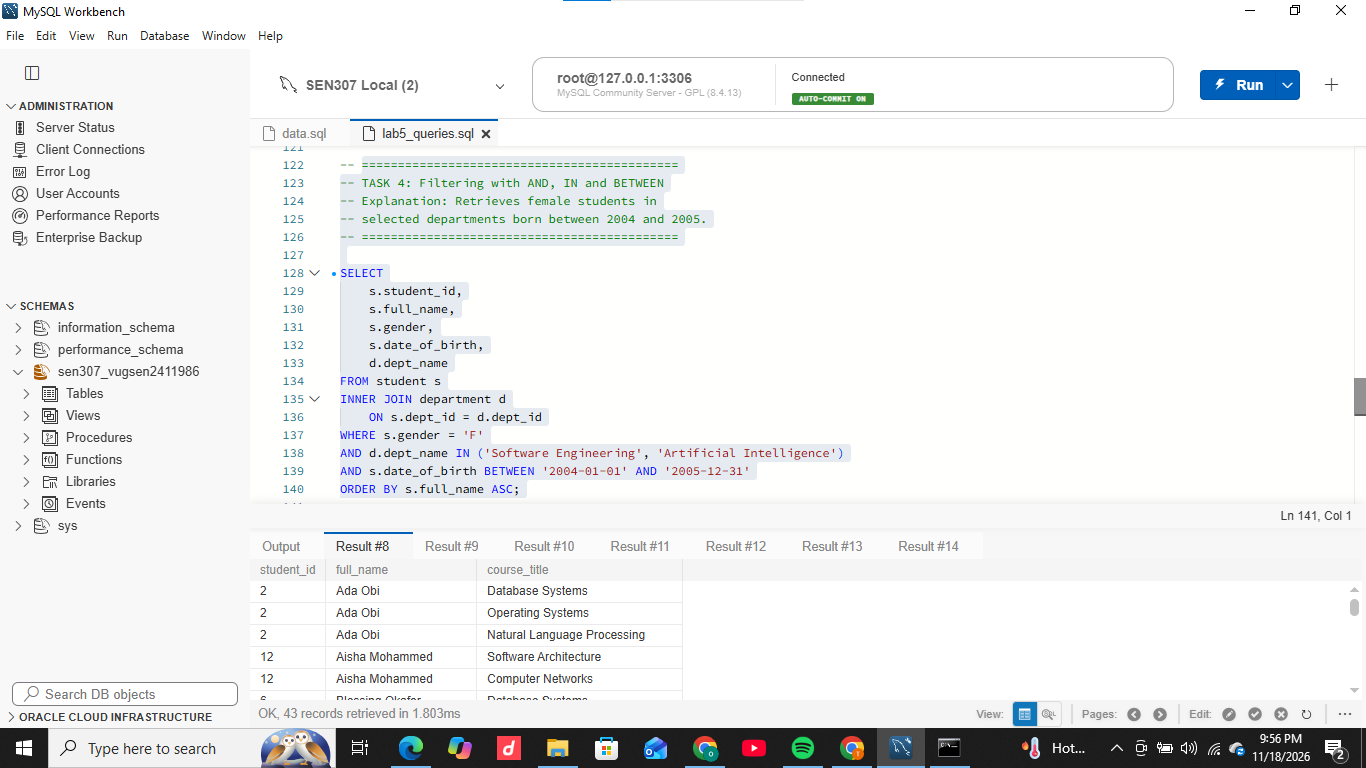 MySQL Workbench
File Edit View Run Database Window Help
SEN307 Local (2)
root@127.0.0.1:3306
MySQL Community Server - GPL (8.4.13)
Connected
AUTO-COMMIT ON
Run
ADMINISTRATION
Server Status
Client Connections
Error Log
User Accounts
Performance Reports
Enterprise Backup
SCHEMAS
information_schema
performance_schema
sen307_vugsen2411986
Tables
Views
Procedures
Functions
Libraries
Events
sys
Search DB objects
ORACLE CLOUD INFRASTRUCTURE
data.sql lab5_queries.sql
121
122 -- ============================================
123 -- TASK 4: Filtering with AND, IN and BETWEEN
124 -- Explanation: Retrieves female students in
125 -- selected departments born between 2004 and 2005.
126 -- ============================================
127
128 SELECT
129 s.student_id,
130 s.full_name,
131 s.gender,
132 s.date_of_birth,
133 d.dept_name
134 FROM student s
135 INNER JOIN department d
136 ON s.dept_id = d.dept_id
137 WHERE s.gender = 'F'
138 AND d.dept_name IN ('Software Engineering', 'Artificial Intelligence')
139 AND s.date_of_birth BETWEEN '2004-01-01' AND '2005-12-31'
140 ORDER BY s.full_name ASC;
Ln 141, Col 1
Output Result #8 Result #9 Result #10 Result #11 Result #12 Result #13 Result #14
student_id full_name course_title
2 Ada Obi Database Systems
2 Ada Obi Operating Systems
2 Ada Obi Natural Language Processing
12 Aisha Mohammed Software Architecture
12 Aisha Mohammed Computer Networks
6 Blessing Okafor Database Systems
OK, 43 records retrieved in 1.803ms
View: Pages: Edit:
Type here to search
Hot...
9:56 PM
11/18/2026
2